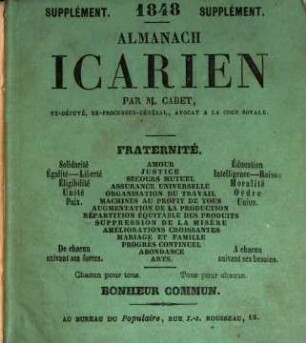 SUPPLÉMENT. 1848 SUPPLÉMENT.
ALMANACH
ICARIEN
PAR M. CABET,
EX-DÉPUTÉ, EX-PROCUREUR-GÉNÉRAL, AVOCAT A LA COUR ROYALE.
FRATERNITÉ.
Solidarité AMOUR Éducation
Égalité—Liberté JUSTICE Intelligence—Raison
Eligibilité SECOURS MUTUEL Moralité
Unité ASSURANCE UNIVERSELLE Ordre
Paix. ORGANISATION DU TRAVAIL Union.
MACHINES AU PROFIT DE TOUS
AUGMENTATION DE LA PRODUCTION
RÉPARTITION ÉQUITABLE DES PRODUITS
SUPPRESSION DE LA MISÈRE
AMÉLIORATIONS CROISSANTES
MARIAGE ET FAMILLE
PROGRÈS CONTINUEL
De chacun ABONDANCE A chacun
suivant ses forces. ARTS. suivant ses besoins.
Chacun pour tous. Tous pour chacun.
BONHEUR COMMUN.
AU BUREAU DU Populaire, RUE J.-J. ROUSSEAU, 18.